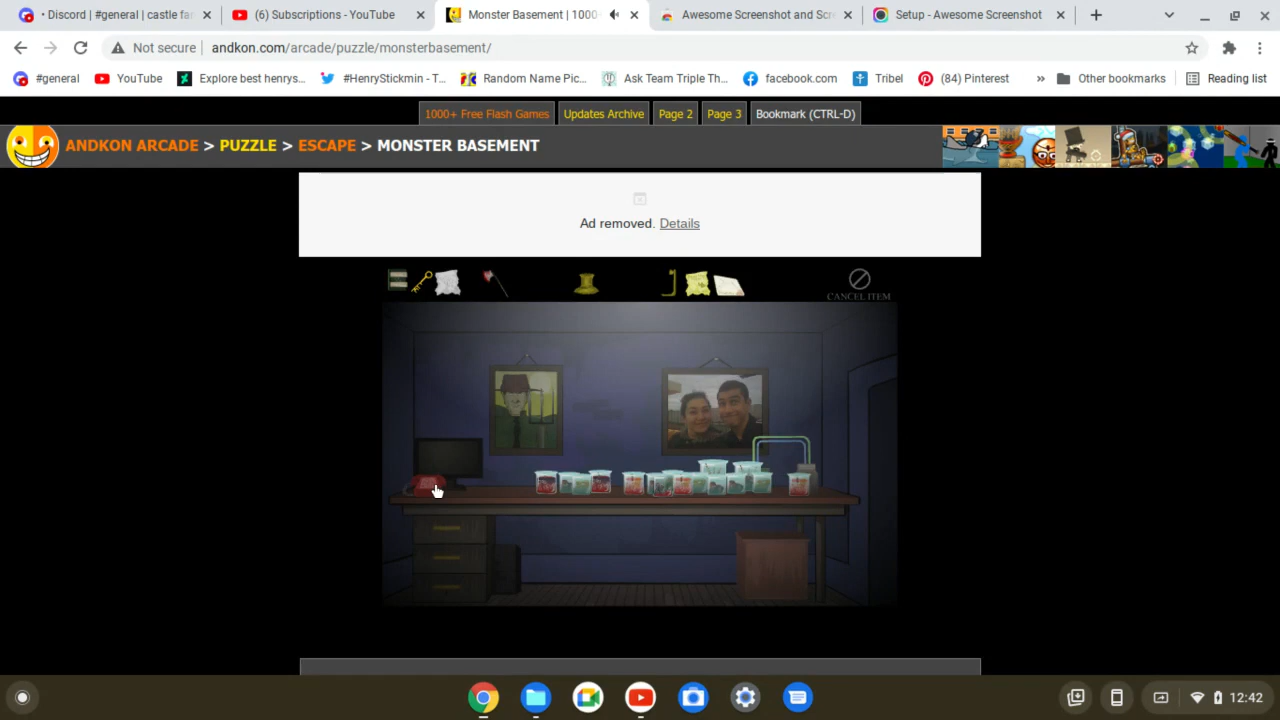 • Discord | #general | castle fa
(6) Subscriptions - YouTube
Monster Basement | 1000
Awesome Screenshot and Scre
Setup - Awesome Screenshot
Not secure
andkon.com/arcade/puzzle/monsterbasement/
#general
YouTube
Explore best henrys...
#HenryStickmin - T...
Random Name Pic...
Ask Team Triple Th...
facebook.com
Tribel
(84) Pinterest
»
Other bookmarks
Reading list
1000+ Free Flash Games
Updates Archive
Page 2
Page 3
Bookmark (CTRL-D)
ANDKON ARCADE > PUZZLE > ESCAPE > MONSTER BASEMENT
Ad removed. Details
CANCEL ITEM
12:42